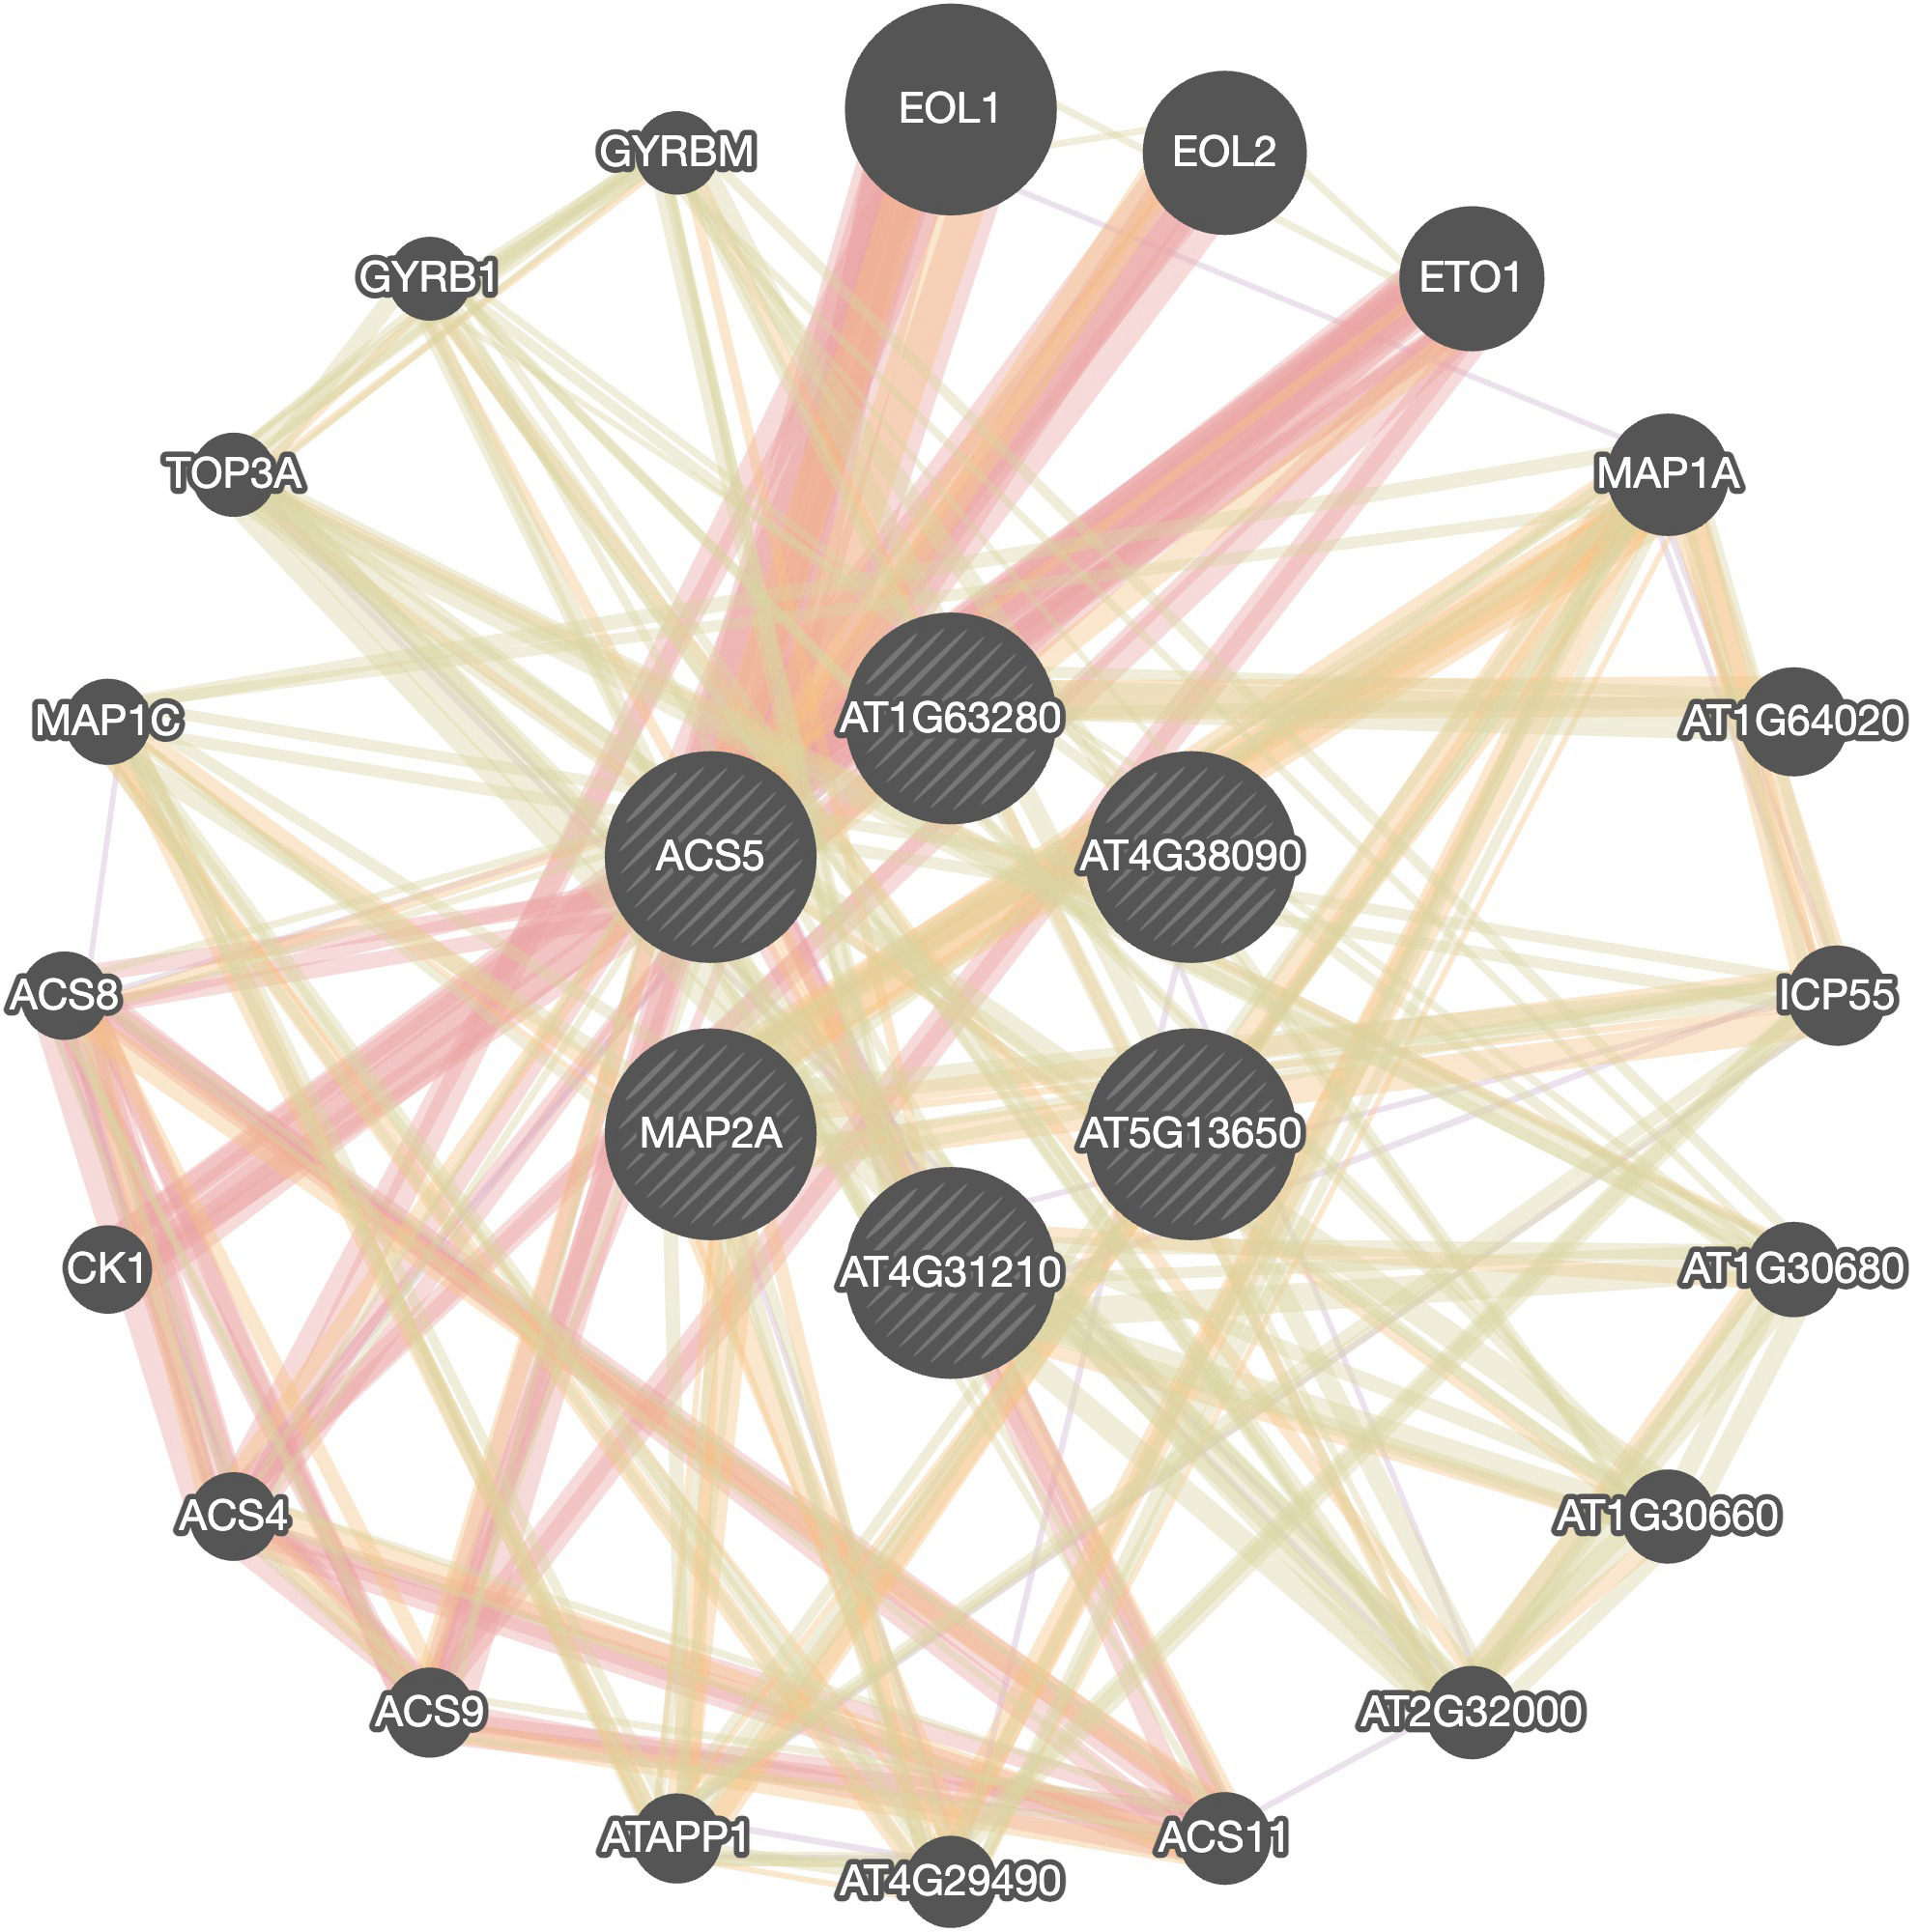 EOL1
EOL2
GYRBM
ETO1
GYRB1
TOP3A
MAP1A
MAP1C
AT1G63280
AT1G64020
ACS5
AT4G38090
ACS8
ICP55
MAP2A
AT5G13650
CK1
AT4G31210
AT1G30680
ACS4
AT1G30660
ACS9
AT2G32000
ATAPP1
ACS11
AT4G29490